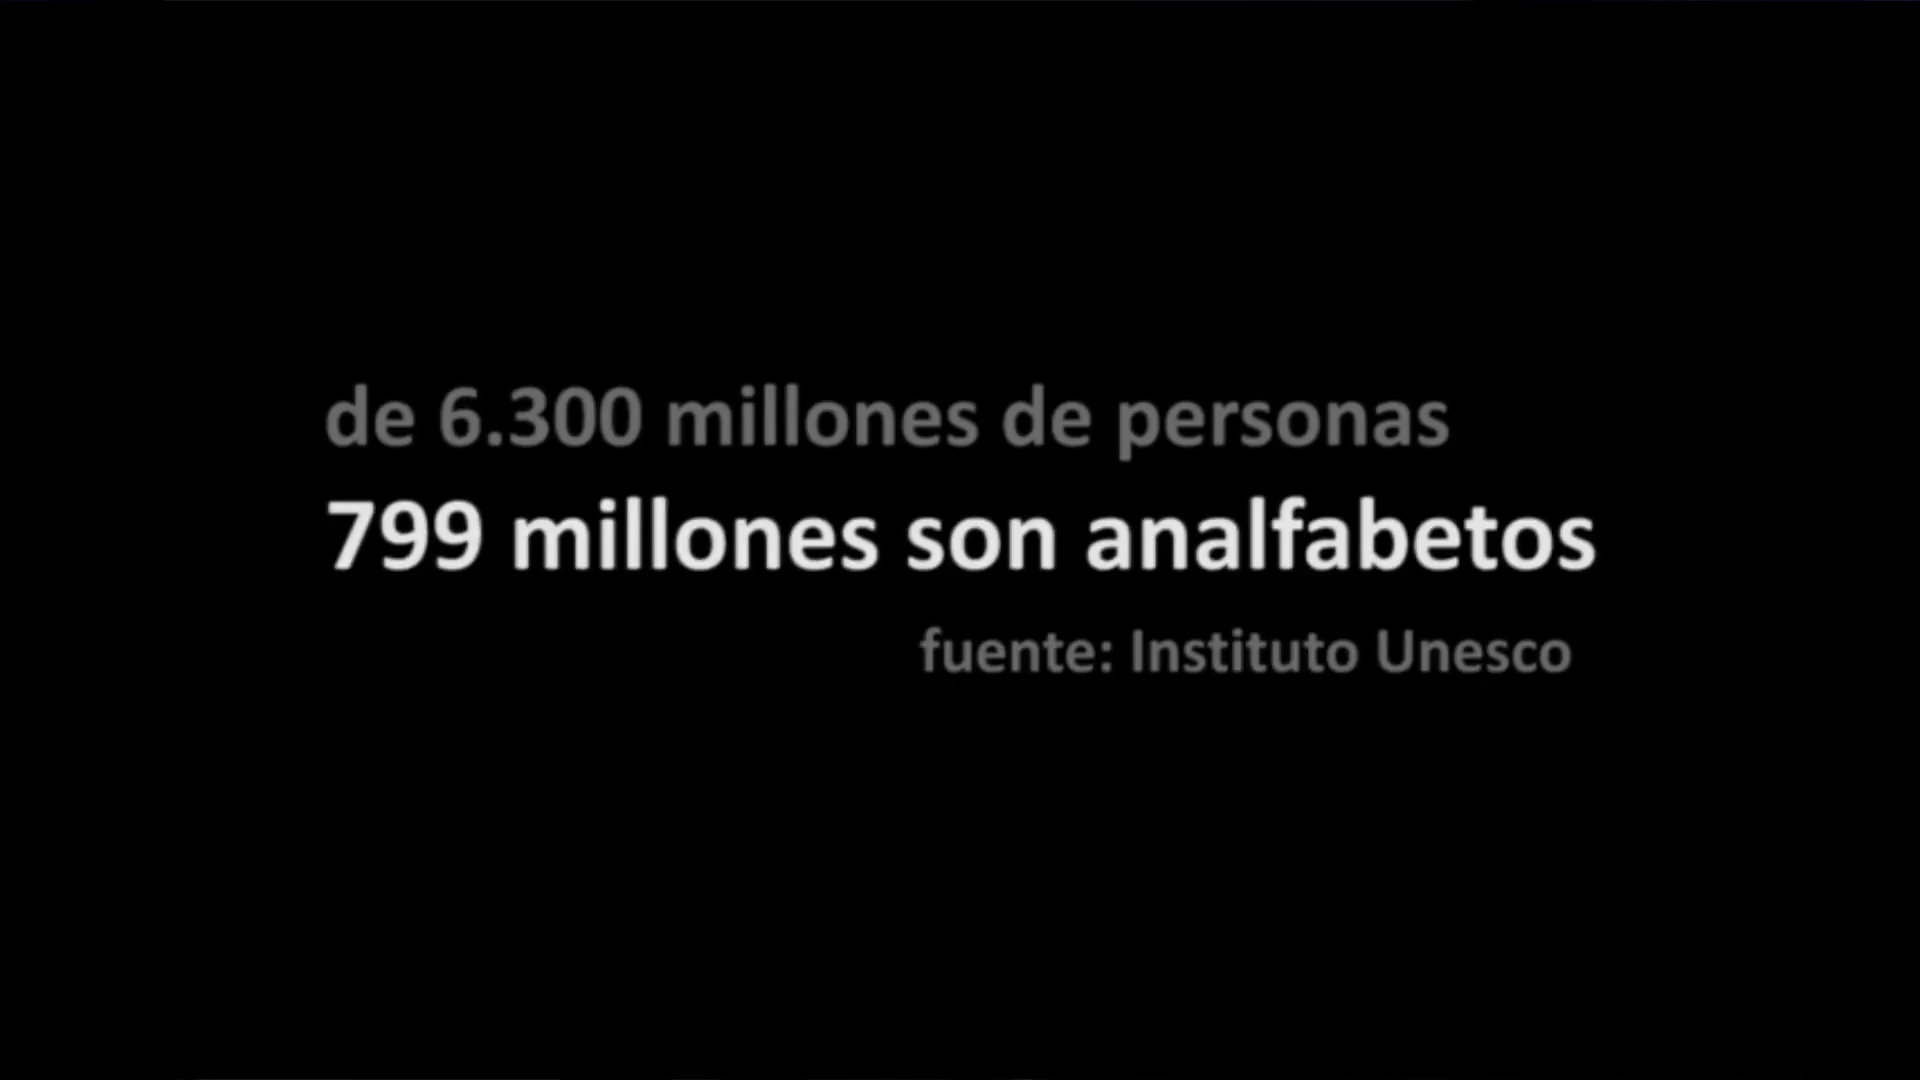 de 6.300 millones de personas
799 millones son analfabetos
fuente: Instituto Unesco